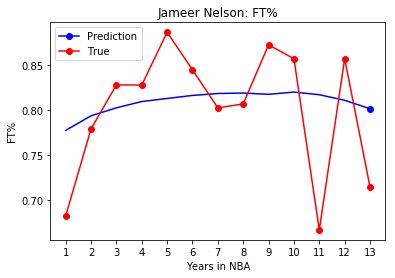 Jameer Nelson: FT%
Prediction
True
FT%
0.85
0.80
0.75
0.70
1 2 3 4 5 6 7 8 9 10 11 12 13
Years in NBA